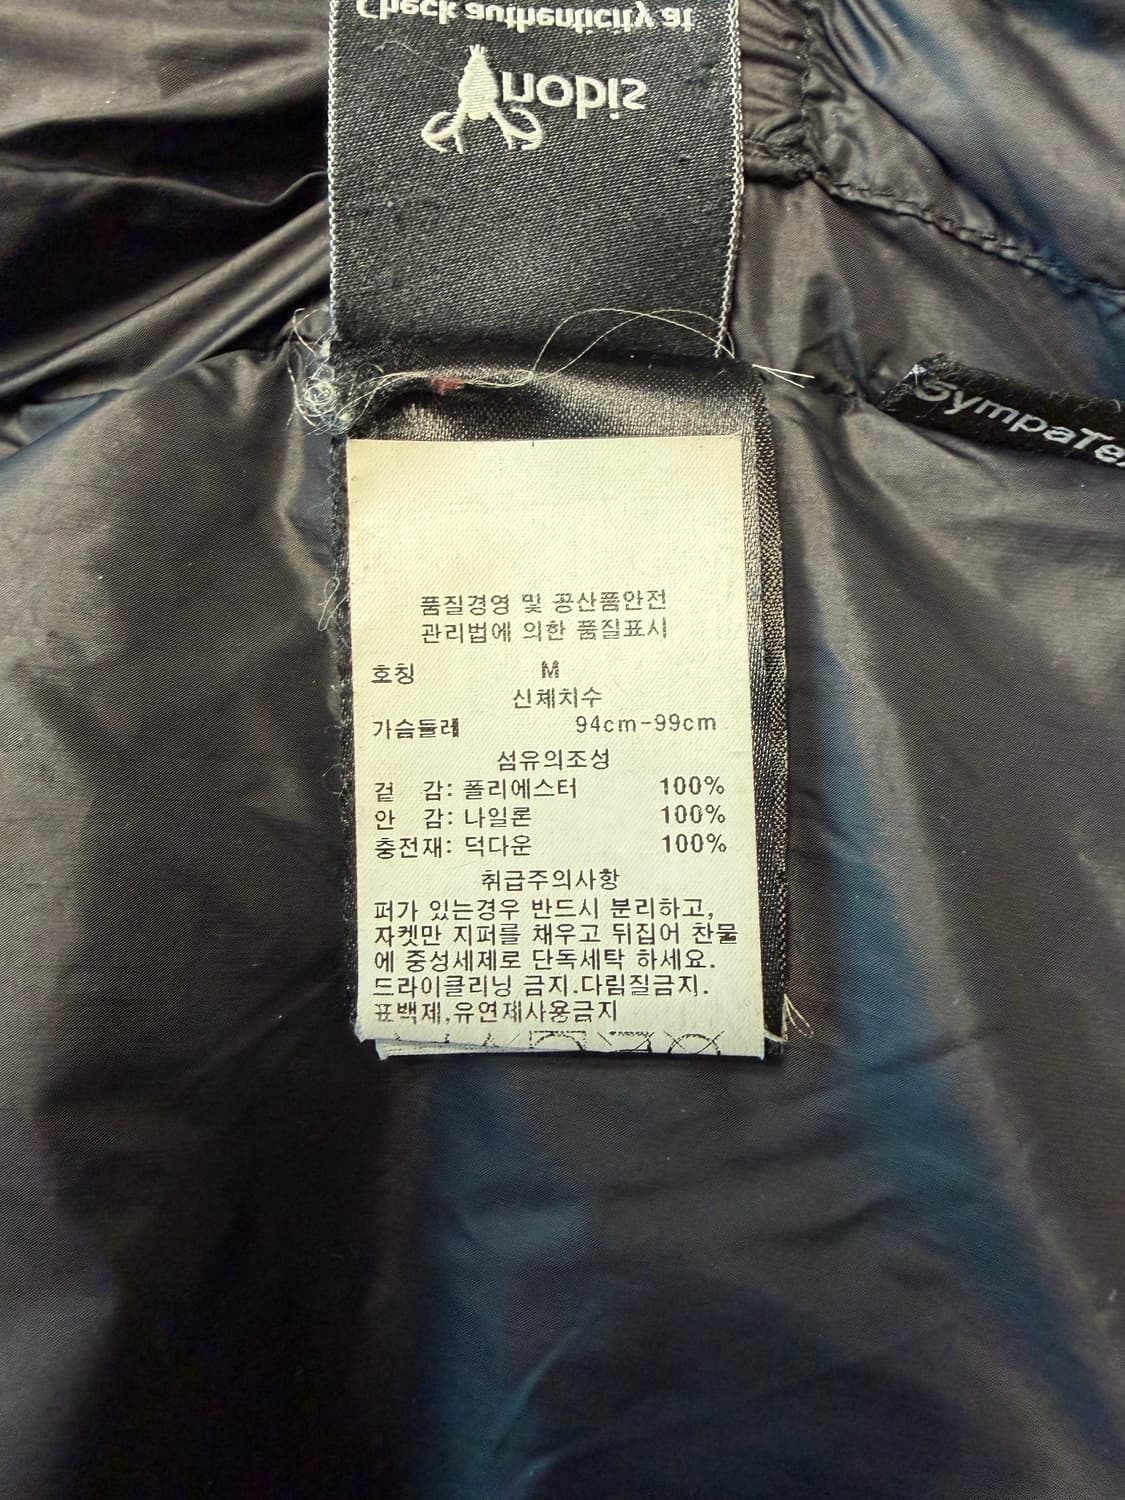 Check authenticity at
nobis
SympaTex
품질경영 및 공산품안전
관리법에 의한 품질표시
호칭 M
신체치수
가슴둘레 94cm-99cm
섬유의조성
겉 감: 폴리에스터 100%
안 감: 나일론 100%
충전재: 덕다운 100%
취급주의사항
퍼가 있는경우 반드시 분리하고,
자켓만 지퍼를 채우고 뒤집어 찬물
에 중성세제로 단독세탁 하세요.
드라이클리닝 금지.다림질금지.
표백제,유연제사용금지